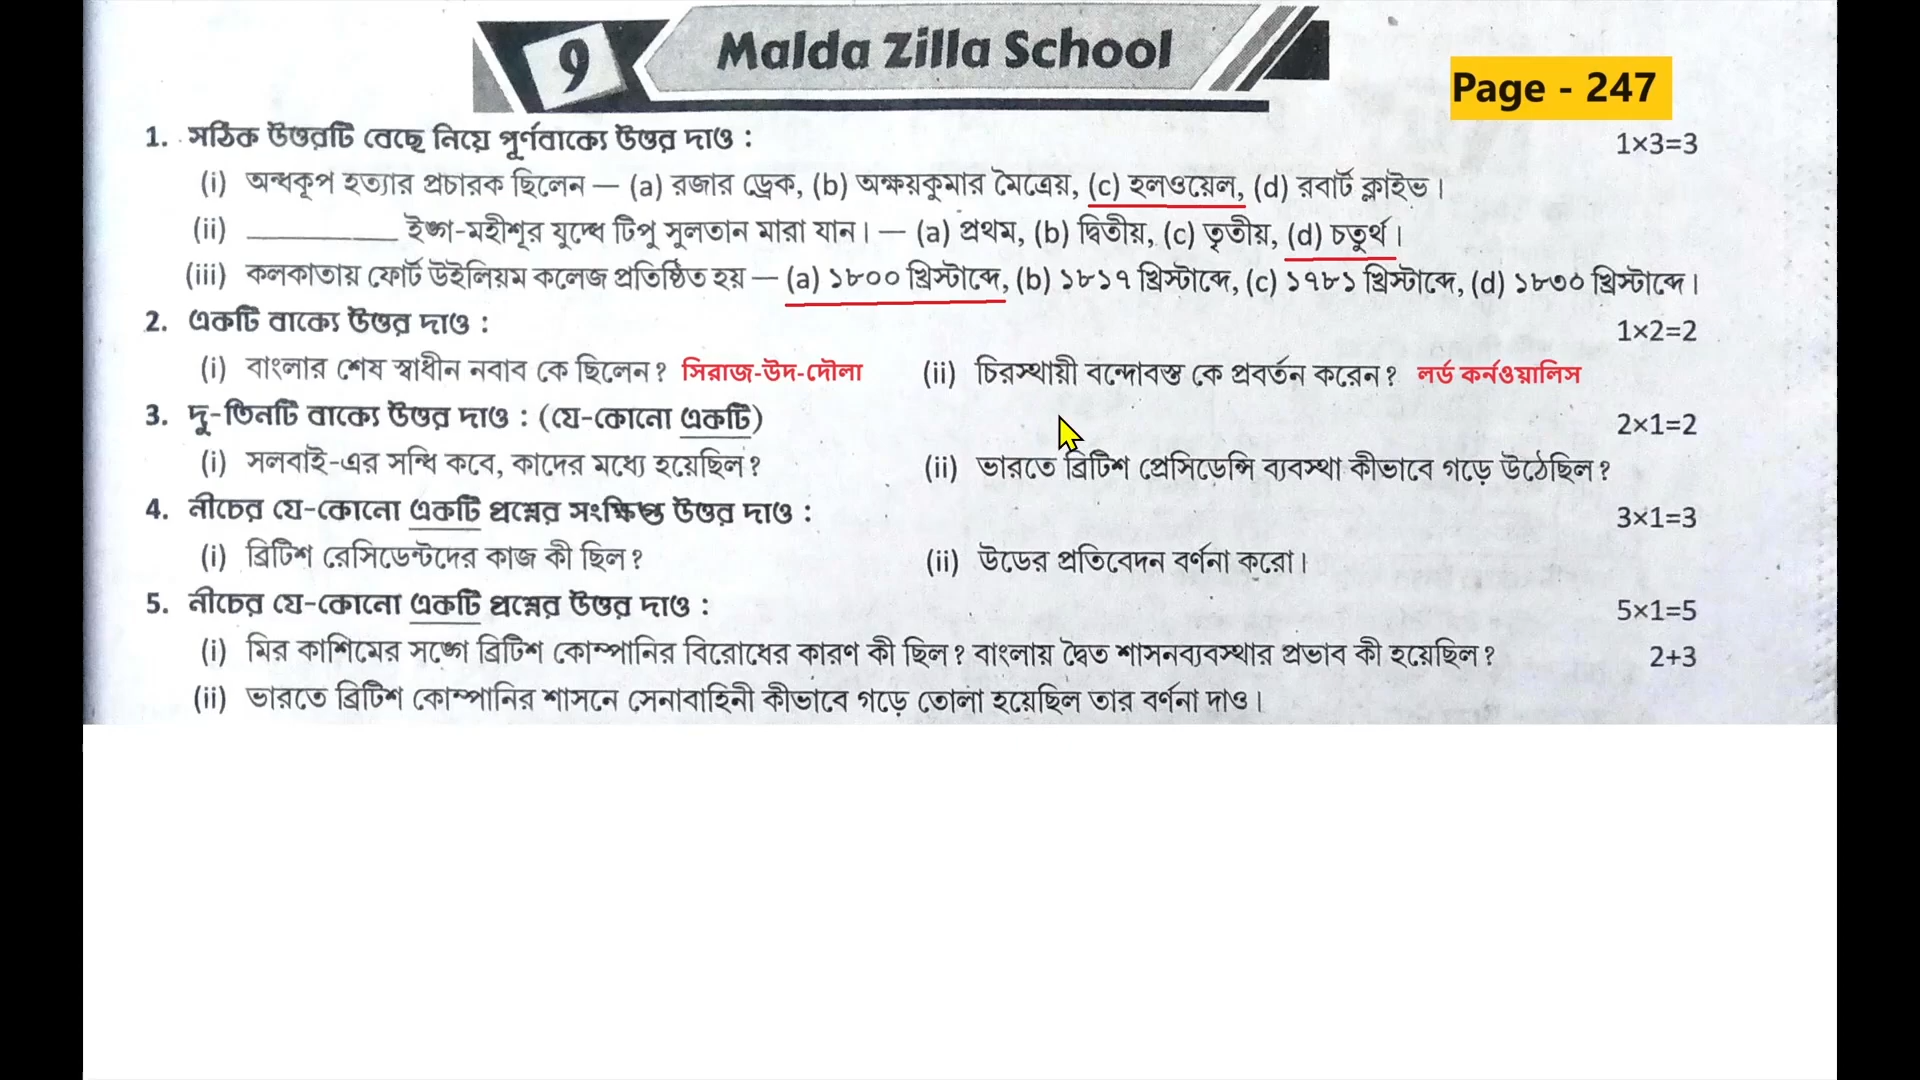 9 Malda Zilla School
Page - 247
1. সঠিক উত্তরটি বেছে নিয়ে পূর্ণবাক্যে উত্তর দাও : 1×3=3
(i) অন্ধকূপ হত্যার প্রচারক ছিলেন — (a) রজার ড্রেক, (b) অক্ষয়কুমার মৈত্রেয়, (c) হলওয়েল, (d) রবার্ট ক্লাইভ।
(ii) __________ ইঙ্গ-মহীশূর যুদ্ধে টিপু সুলতান মারা যান। — (a) প্রথম, (b) দ্বিতীয়, (c) তৃতীয়, (d) চতুর্থ।
(iii) কলকাতায় ফোর্ট উইলিয়ম কলেজ প্রতিষ্ঠিত হয় — (a) ১৮০০ খ্রিস্টাব্দে, (b) ১৮১৭ খ্রিস্টাব্দে, (c) ১৭৮১ খ্রিস্টাব্দে, (d) ১৮৩০ খ্রিস্টাব্দে।
2. একটি বাক্যে উত্তর দাও : 1×2=2
(i) বাংলার শেষ স্বাধীন নবাব কে ছিলেন? সিরাজ-উদ-দৌলা (ii) চিরস্থায়ী বন্দোবস্ত কে প্রবর্তন করেন? লর্ড কর্নওয়ালিস
3. দু-তিনটি বাক্যে উত্তর দাও : (যে-কোনো একটি) 2×1=2
(i) সলবাই-এর সন্ধি কবে, কাদের মধ্যে হয়েছিল? (ii) ভারতে ব্রিটিশ প্রেসিডেন্সি ব্যবস্থা কীভাবে গড়ে উঠেছিল?
4. নীচের যে-কোনো একটি প্রশ্নের সংক্ষিপ্ত উত্তর দাও : 3×1=3
(i) ব্রিটিশ রেসিডেন্টদের কাজ কী ছিল? (ii) উডের প্রতিবেদন বর্ণনা করো।
5. নীচের যে-কোনো একটি প্রশ্নের উত্তর দাও : 5×1=5
(i) মির কাশিমের সঙ্গে ব্রিটিশ কোম্পানির বিরোধের কারণ কী ছিল? বাংলায় দ্বৈত শাসনব্যবস্থার প্রভাব কী হয়েছিল? 2+3
(ii) ভারতে ব্রিটিশ কোম্পানির শাসনে সেনাবাহিনী কীভাবে গড়ে তোলা হয়েছিল তার বর্ণনা দাও।